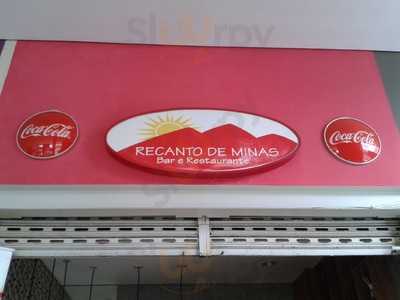 Coca-Cola
RECANTO DE MINAS
Bar e Restaurante
Coca-Cola